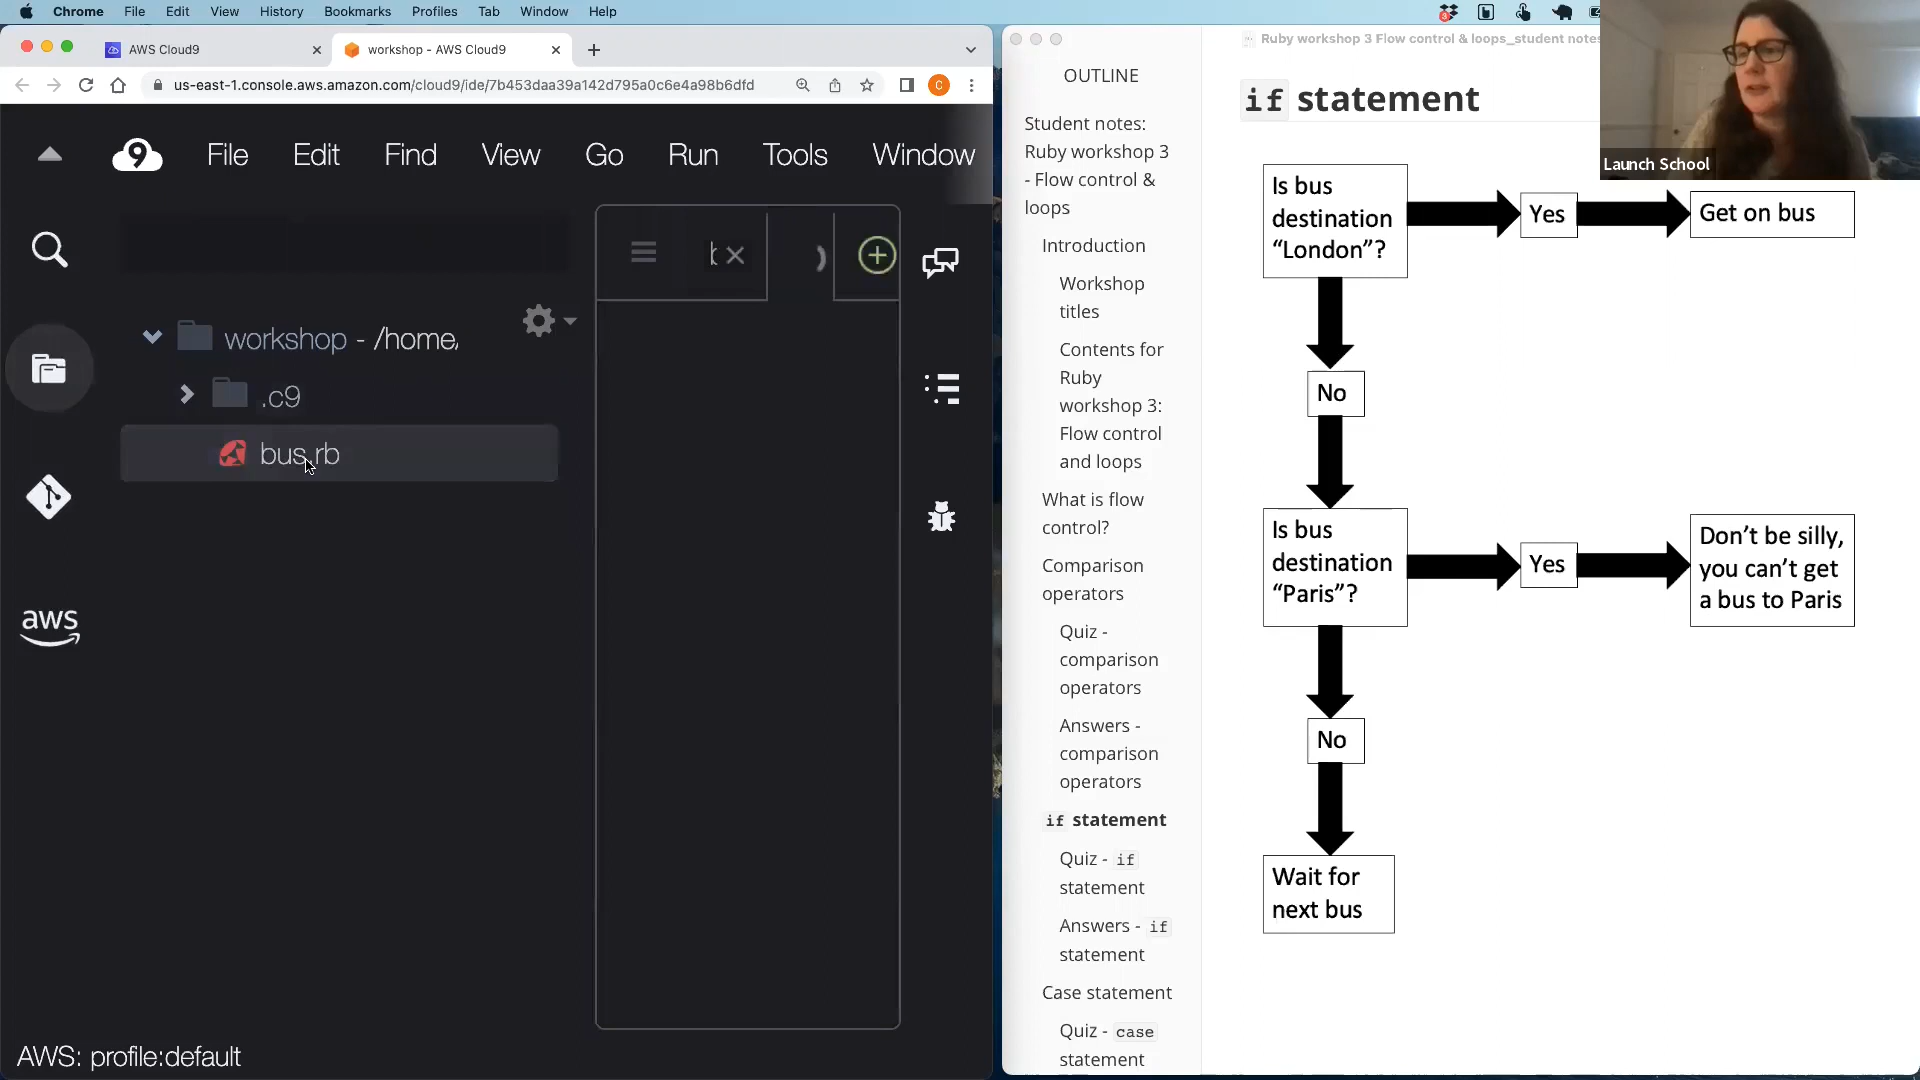 Chrome File Edit View History Bookmarks Profiles Tab Window Help
3
AWS Cloud9
workshop - AWS Cloud9
us-east-1.console.aws.amazon.com/cloud9/ide/7b453daa39a142d795a0c6e4a98b6dfd
C
9 File Edit Find View Go Run Tools Window
workshop - /home/
.c9
bus.rb
aws
AWS: profile:default
Ruby workshop 3 Flow control & loops_student notes
Launch School
OUTLINE
Student notes:
Ruby workshop 3
- Flow control &
loops
Introduction
Workshop
titles
Contents for
Ruby
workshop 3:
Flow control
and loops
What is flow
control?
Comparison
operators
Quiz -
comparison
operators
Answers -
comparison
operators
if statement
Quiz - if
statement
Answers - if
statement
Case statement
Quiz - case
statement
if statement
Is bus
destination
“London”?
Yes
Get on bus
No
Is bus
destination
“Paris”?
Yes
Don’t be silly,
you can’t get
a bus to Paris
No
Wait for
next bus